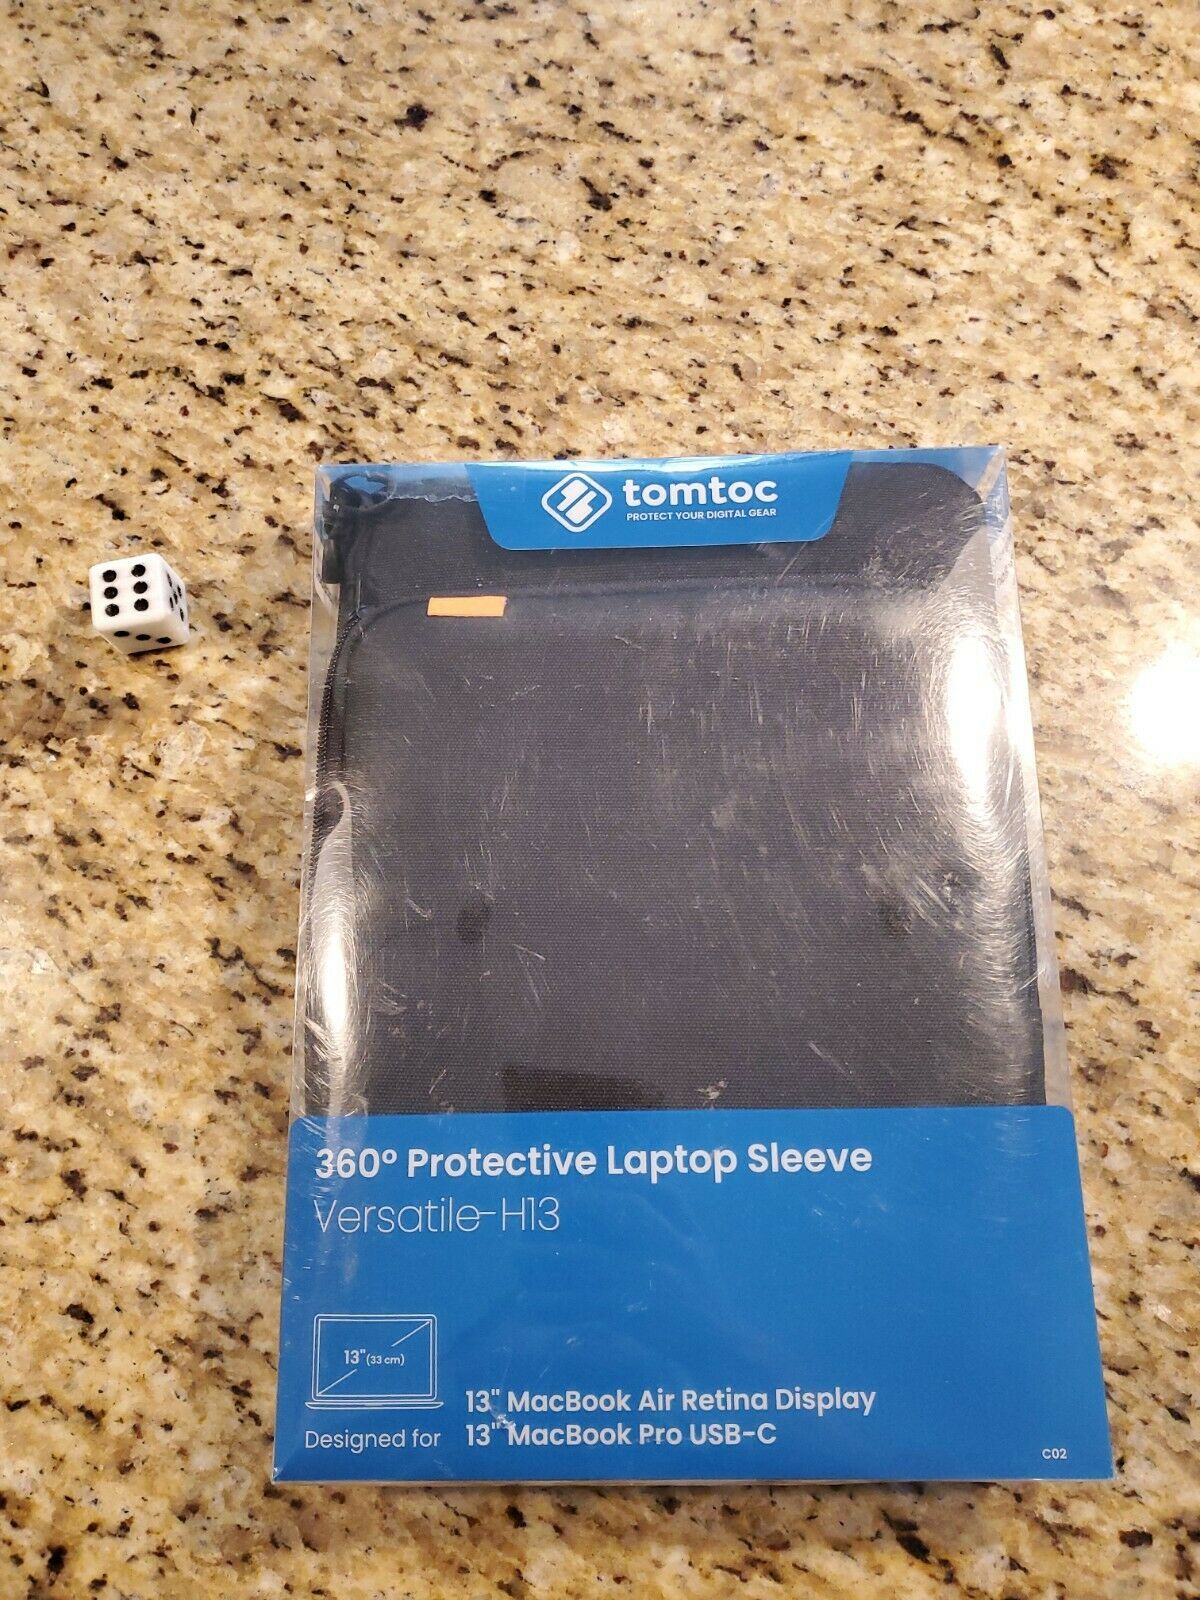 tomtoc
PROTECT YOUR DIGITAL GEAR
360° Protective Laptop Sleeve
Versatile-H13
13" (33 cm)
Designed for
13" MacBook Air Retina Display
13" MacBook Pro USB-C
C02